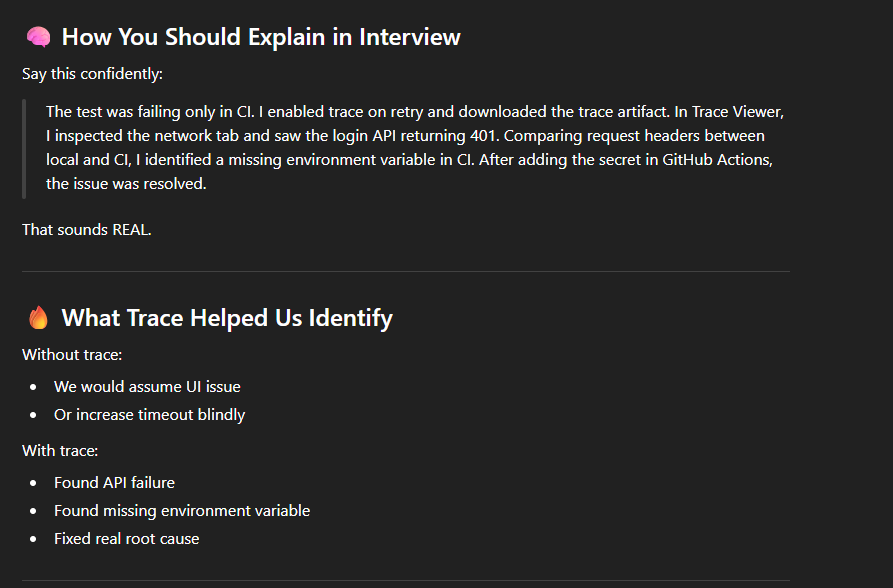 🧠 How You Should Explain in Interview
Say this confidently:
The test was failing only in CI. I enabled trace on retry and downloaded the trace artifact. In Trace Viewer,
I inspected the network tab and saw the login API returning 401. Comparing request headers between
local and CI, I identified a missing environment variable in CI. After adding the secret in GitHub Actions,
the issue was resolved.
That sounds REAL.
🔥 What Trace Helped Us Identify
Without trace:
• We would assume UI issue
• Or increase timeout blindly
With trace:
• Found API failure
• Found missing environment variable
• Fixed real root cause